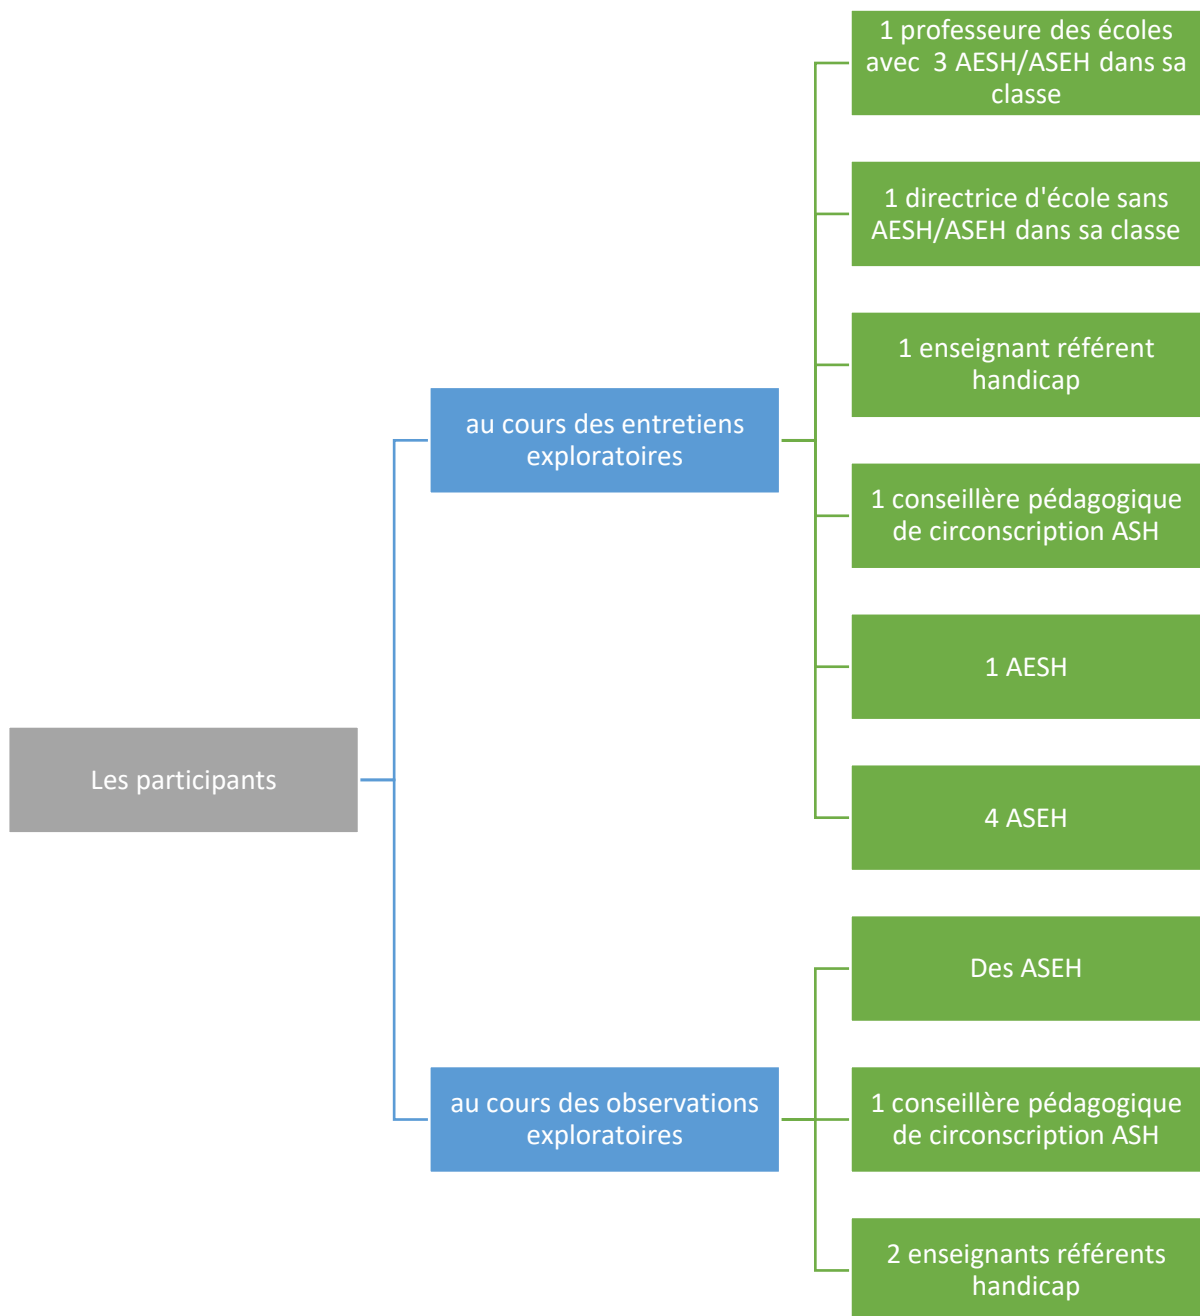 Les participants
au cours des entretiens
exploratoires
1 professeure des écoles
avec  3 AESH/ASEH dans sa
classe
1 directrice d'école sans
AESH/ASEH dans sa classe
1 enseignant référent
handicap
1 conseillère pédagogique
de circonscription ASH
1 AESH
4 ASEH
au cours des observations
exploratoires
Des ASEH
1 conseillère pédagogique
de circonscription ASH
2 enseignants référents
handicap